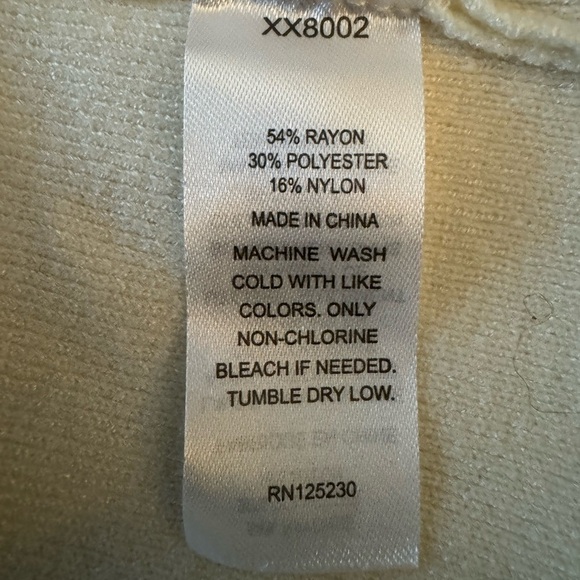 XX8002
54% RAYON
30% POLYESTER
16% NYLON
MADE IN CHINA
MACHINE WASH
COLD WITH LIKE
COLORS. ONLY
NON-CHLORINE
BLEACH IF NEEDED.
TUMBLE DRY LOW.
RN125230